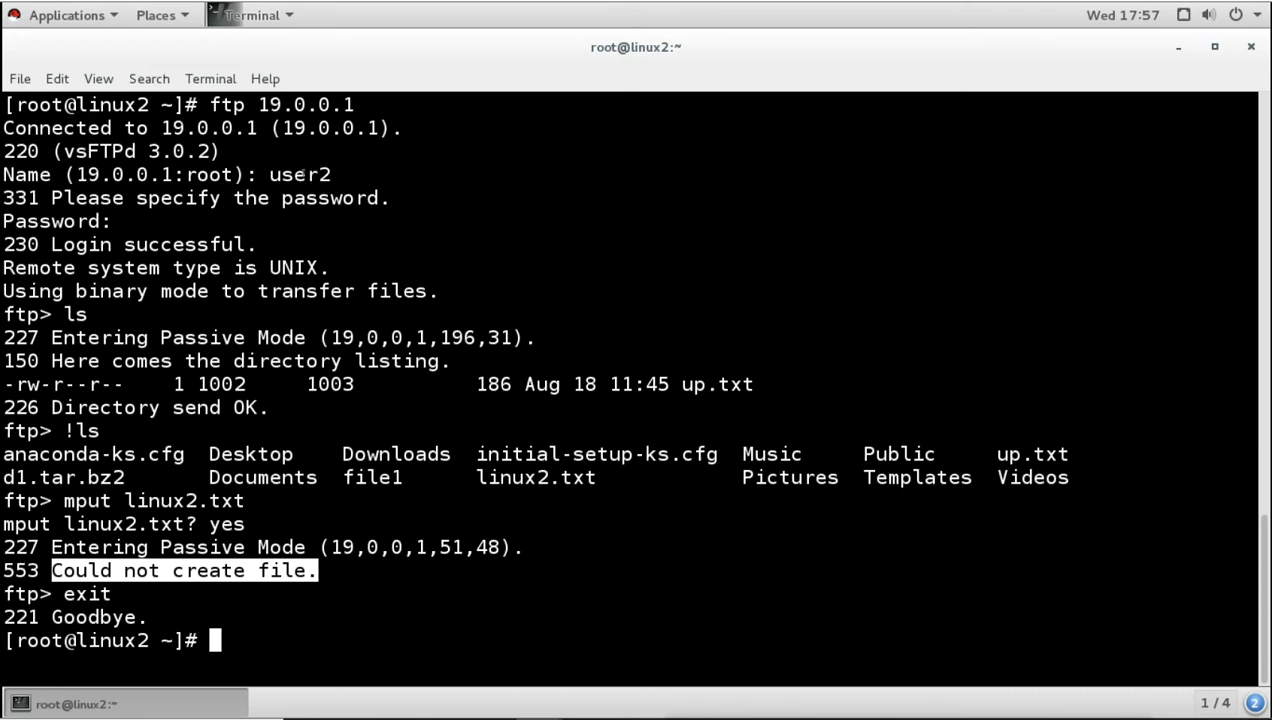 Applications Places Terminal Wed 17:57
root@linux2:~
File Edit View Search Terminal Help
[root@linux2 ~]# ftp 19.0.0.1
Connected to 19.0.0.1 (19.0.0.1).
220 (vsFTPd 3.0.2)
Name (19.0.0.1:root): user2
331 Please specify the password.
Password:
230 Login successful.
Remote system type is UNIX.
Using binary mode to transfer files.
ftp> ls
227 Entering Passive Mode (19,0,0,1,196,31).
150 Here comes the directory listing.
-rw-r--r-- 1 1002 1003 186 Aug 18 11:45 up.txt
226 Directory send OK.
ftp> !ls
anaconda-ks.cfg Desktop Downloads initial-setup-ks.cfg Music Public up.txt
d1.tar.bz2 Documents file1 linux2.txt Pictures Templates Videos
ftp> mput linux2.txt
mput linux2.txt? yes
227 Entering Passive Mode (19,0,0,1,51,48).
553 Could not create file.
ftp> exit
221 Goodbye.
[root@linux2 ~]#
root@linux2:~ 1 / 4 2